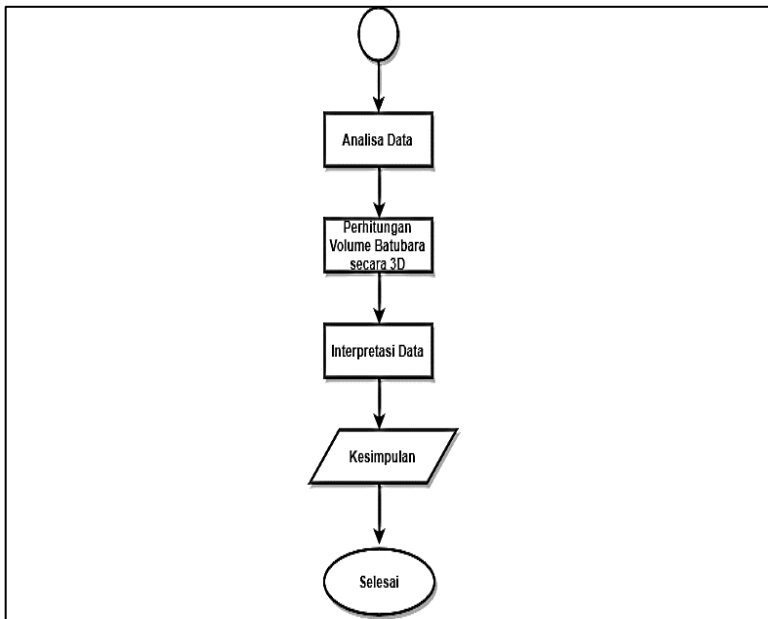 Analisa Data
Perhitungan
Volume Batubara
secara 3D
Interpretasi Data
Kesimpulan
Selesai